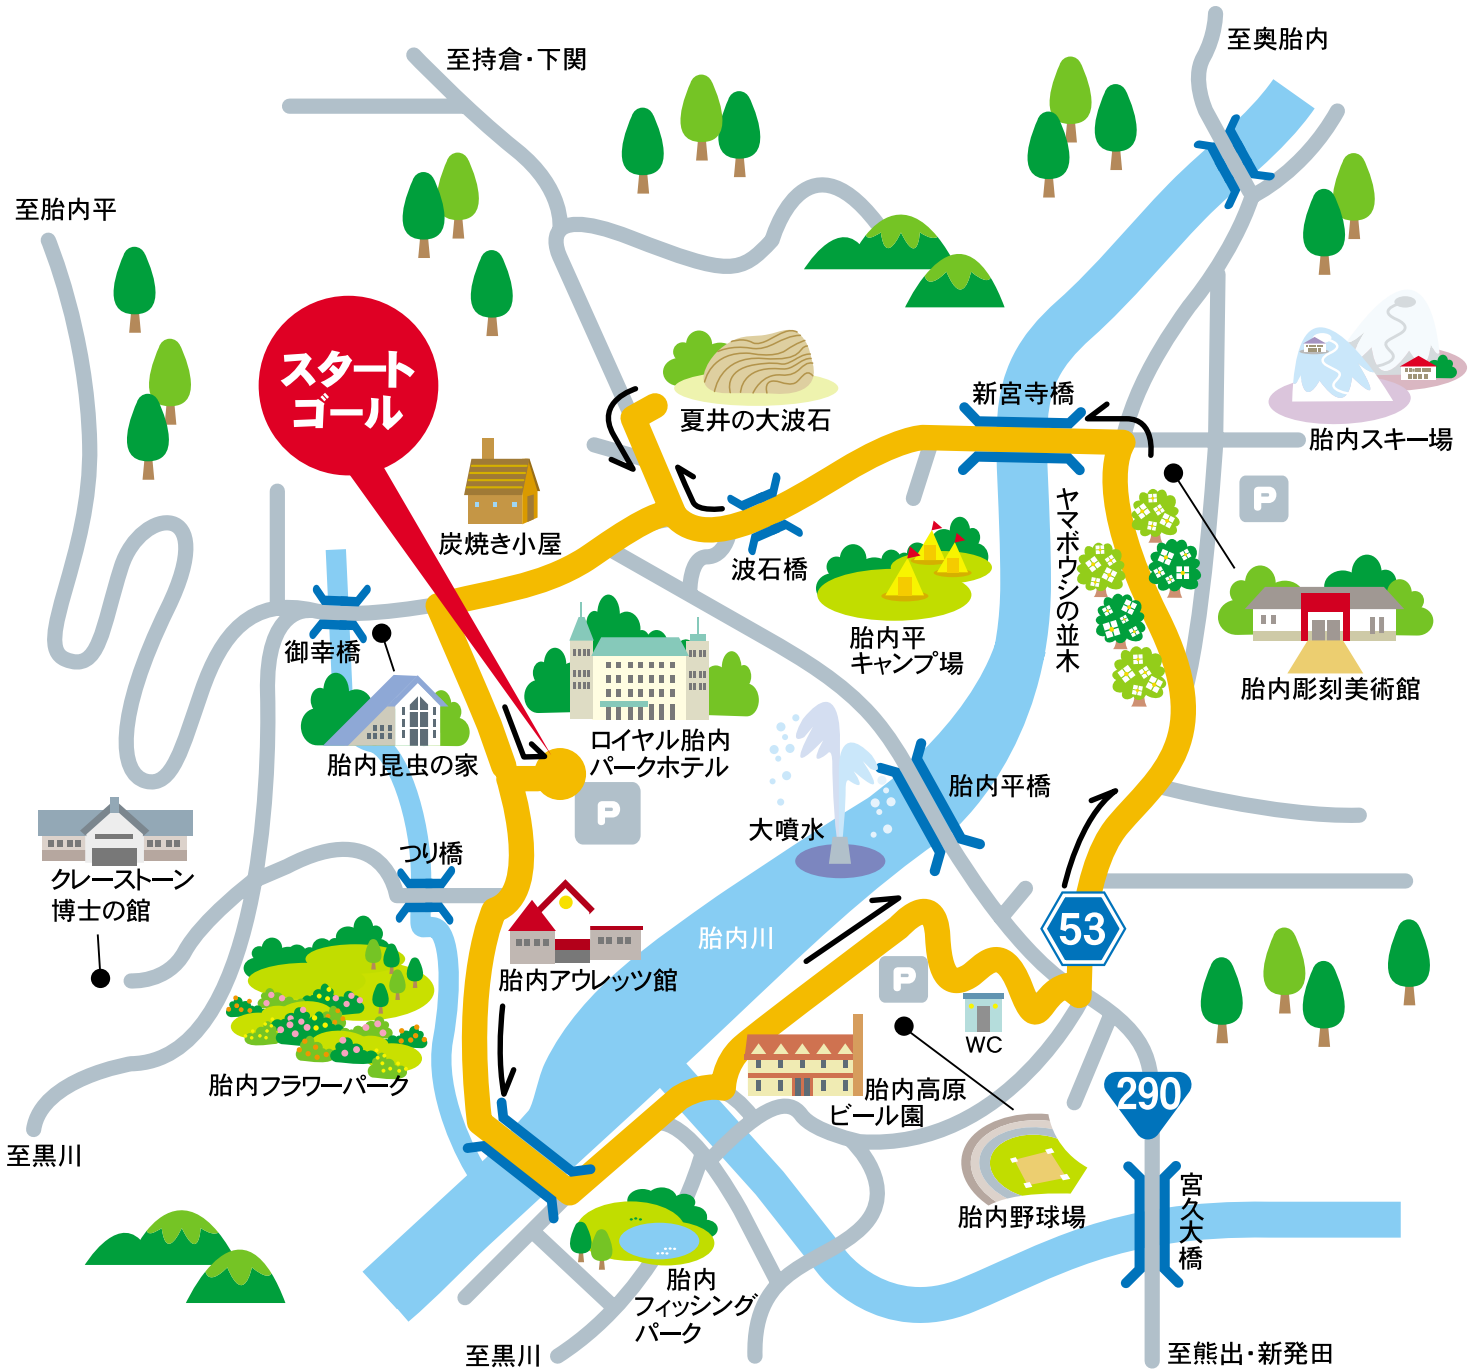 至奥胎内
至持倉・下関
至胎内平
スタート
ゴール
夏井の大波石
新宮寺橋
胎内スキー場
P
炭焼き小屋
波石橋
ヤマボウシの並木
胎内平
キャンプ場
御幸橋
胎内彫刻美術館
胎内昆虫の家
ロイヤル胎内
パークホテル
P
胎内平橋
大噴水
つり橋
クレーストーン
博士の館
53
胎内川
胎内アウレッツ館
P
WC
胎内フラワーパーク
胎内高原
ビール園
290
至黒川
胎内野球場
宮久大橋
胎内
フィッシング
パーク
至黒川
至熊出・新発田